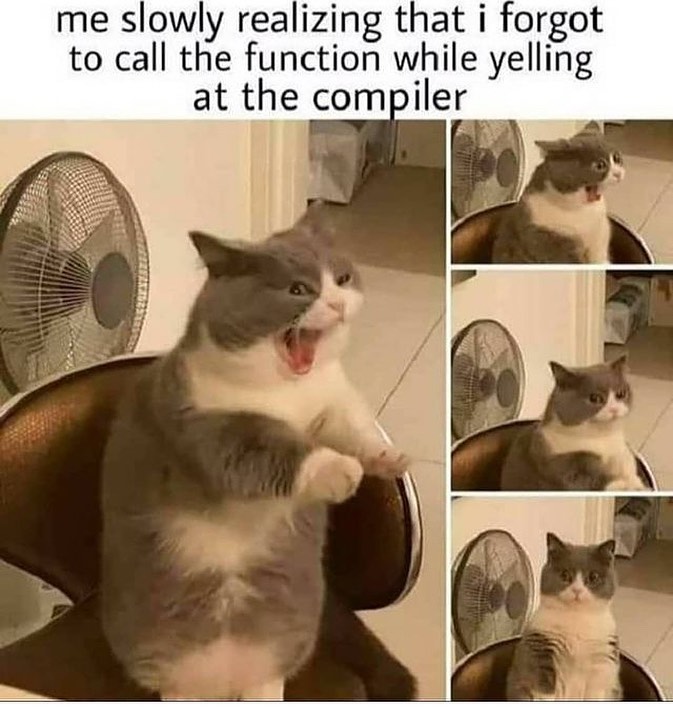 me slowly realizing that i forgot
to call the function while yelling
at the compiler